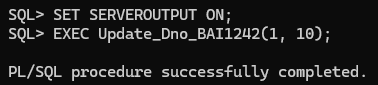 SQL> SET SERVEROUTPUT ON;
SQL> EXEC Update_Dno_BAI1242(1, 10);
PL/SQL procedure successfully completed.